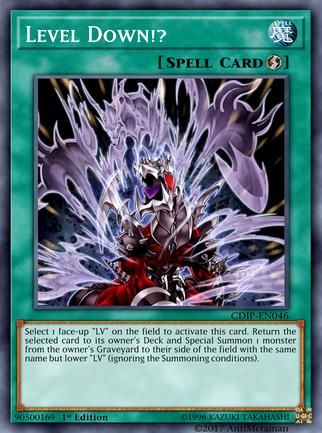 LEVEL DOWN!?
[SPELL CARD]
CDIP-EN046
Select 1 face-up "LV" on the field to activate this card. Return the
selected card to its owner's Deck and Special Summon 1 monster
from the owner's Graveyard to their side of the field with the same
name but lower "LV" (ignoring the Summoning conditions).
90500169 1st Edition ©1996 KAZUKI TAKAHASHI
©2017 AntiMetaman